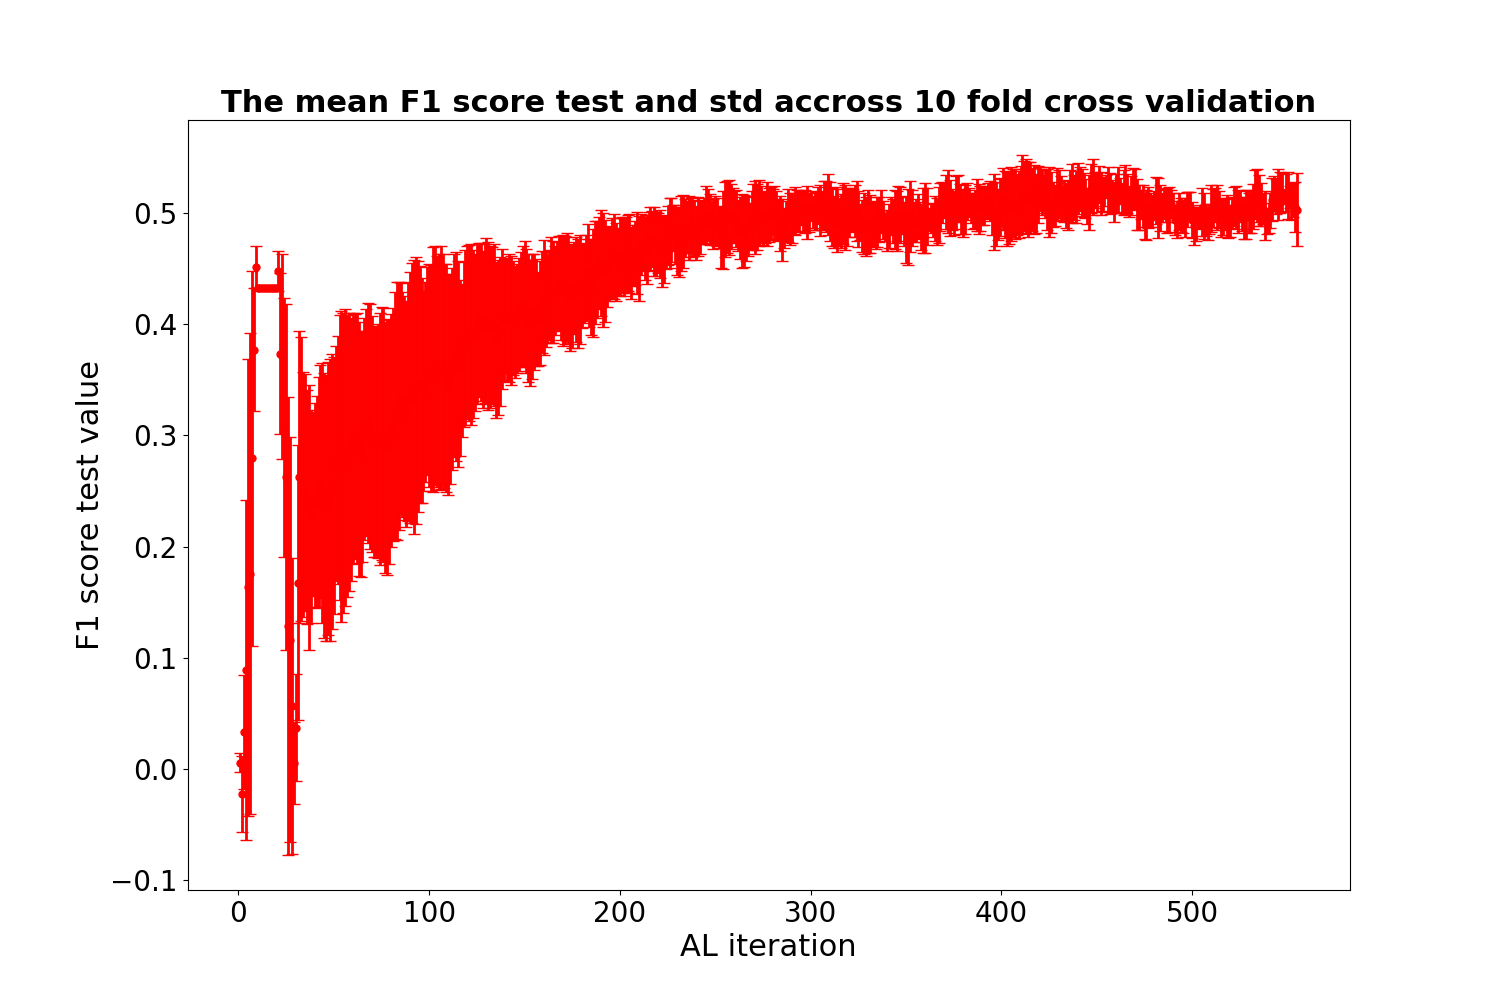 The mean F1 score test and std accross 10 fold cross validation
F1 score test value
0.5
0.4
0.3
0.2
0.1
0.0
−0.1
0 100 200 300 400 500
AL iteration